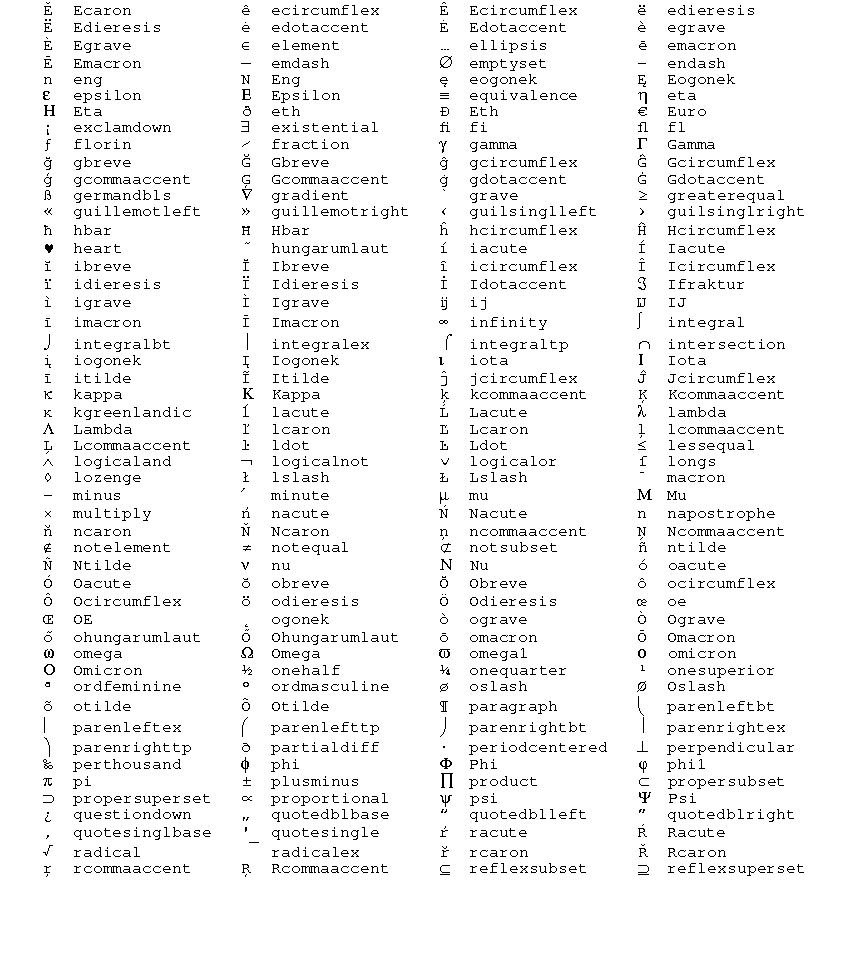 Ě Ecaron ê ecircumflex Ê Ecircumflex ë edieresis
Ë Edieresis ė edotaccent Ė Edotaccent è egrave
È Egrave ∈ element … ellipsis ē emacron
Ē Emacron — emdash ∅ emptyset – endash
n eng N Eng ę eogonek Ę Eogonek
ε epsilon Ε Epsilon ≡ equivalence η eta
Η Eta ð eth Ð Eth € Euro
¡ exclamdown ∃ existential fi fi fl fl
ƒ florin ⁄ fraction γ gamma Γ Gamma
ğ gbreve Ğ Gbreve ĝ gcircumflex Ĝ Gcircumflex
ģ gcommaaccent Ģ Gcommaaccent ġ gdotaccent Ġ Gdotaccent
ß germandbls ∇ gradient ` grave ≥ greaterequal
« guillemotleft » guillemotright ‹ guilsinglleft › guilsinglright
ħ hbar Ħ Hbar ĥ hcircumflex Ĥ Hcircumflex
♥ heart ˝ hungarumlaut í iacute Í Iacute
ĭ ibreve Ĭ Ibreve î icircumflex Î Icircumflex
ï idieresis Ï Idieresis İ Idotaccent ℑ Ifraktur
ì igrave Ì Igrave ij ij IJ IJ
ī imacron Ī Imacron ∞ infinity ∫ integral
⌡ integralbt ⎮ integralex ⌠ integraltp ∩ intersection
į iogonek Į Iogonek ι iota Ι Iota
ĩ itilde Ĩ Itilde ĵ jcircumflex Ĵ Jcircumflex
κ kappa Κ Kappa ķ kcommaaccent Ķ Kcommaaccent
ĸ kgreenlandic ĺ lacute Ĺ Lacute λ lambda
Λ Lambda ľ lcaron Ľ Lcaron ļ lcommaaccent
Ļ Lcommaaccent ŀ ldot Ŀ Ldot ≤ lessequal
∧ logicaland ¬ logicalnot ∨ logicalor ſ longs
◊ lozenge ł lslash Ł Lslash ¯ macron
− minus ′ minute μ mu Μ Mu
× multiply ń nacute Ń Nacute n napostrophe
ň ncaron Ň Ncaron ņ ncommaaccent Ņ Ncommaaccent
∉ notelement ≠ notequal ⊄ notsubset ñ ntilde
Ñ Ntilde ν nu Ν Nu ó oacute
Ó Oacute ŏ obreve Ŏ Obreve ô ocircumflex
Ô Ocircumflex ö odieresis Ö Odieresis œ oe
Œ OE ˛ ogonek ò ograve Ò Ograve
ő ohungarumlaut Ő Ohungarumlaut ō omacron Ō Omacron
ω omega Ω Omega ϖ omega1 ο omicron
Ο Omicron ½ onehalf ¼ onequarter ¹ onesuperior
ª ordfeminine º ordmasculine ø oslash Ø Oslash
õ otilde Õ Otilde ¶ paragraph ⎝ parenleftbt
⎜ parenleftex ⎛ parenlefttp ⎠ parenrightbt ⎟ parenrightex
⎞ parenrighttp ∂ partialdiff · periodcentered ⊥ perpendicular
‰ perthousand ϕ phi Φ Phi φ phi1
π pi ± plusminus ∏ product ⊂ propersubset
⊃ propersuperset ∝ proportional ψ psi Ψ Psi
¿ questiondown „ quotedblbase “ quotedblleft ” quotedblright
‚ quotesinglbase ' quotesingle ŕ racute Ŕ Racute
√ radical _ radicalex ř rcaron Ř Rcaron
ŗ rcommaaccent Ŗ Rcommaaccent ⊆ reflexsubset ⊇ reflexsuperset